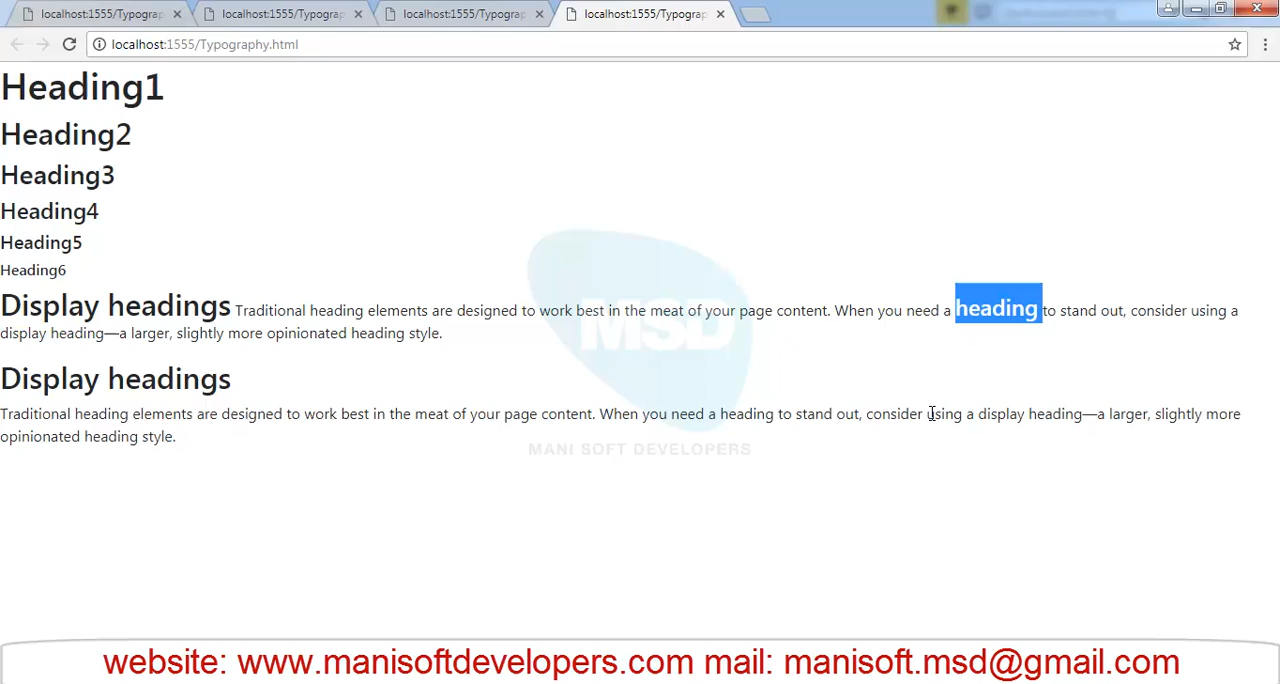 localhost:1555/Typograp localhost:1555/Typograp localhost:1555/Typograp localhost:1555/Typograp
localhost:1555/Typography.html
Heading1
Heading2
Heading3
Heading4
Heading5
Heading6
Display headings Traditional heading elements are designed to work best in the meat of your page content. When you need a heading to stand out, consider using a
display heading—a larger, slightly more opinionated heading style.
MSD
Display headings
Traditional heading elements are designed to work best in the meat of your page content. When you need a heading to stand out, consider using a display heading—a larger, slightly more
opinionated heading style.
MANI SOFT DEVELOPERS
website: www.manisoftdevelopers.com mail: manisoft.msd@gmail.com